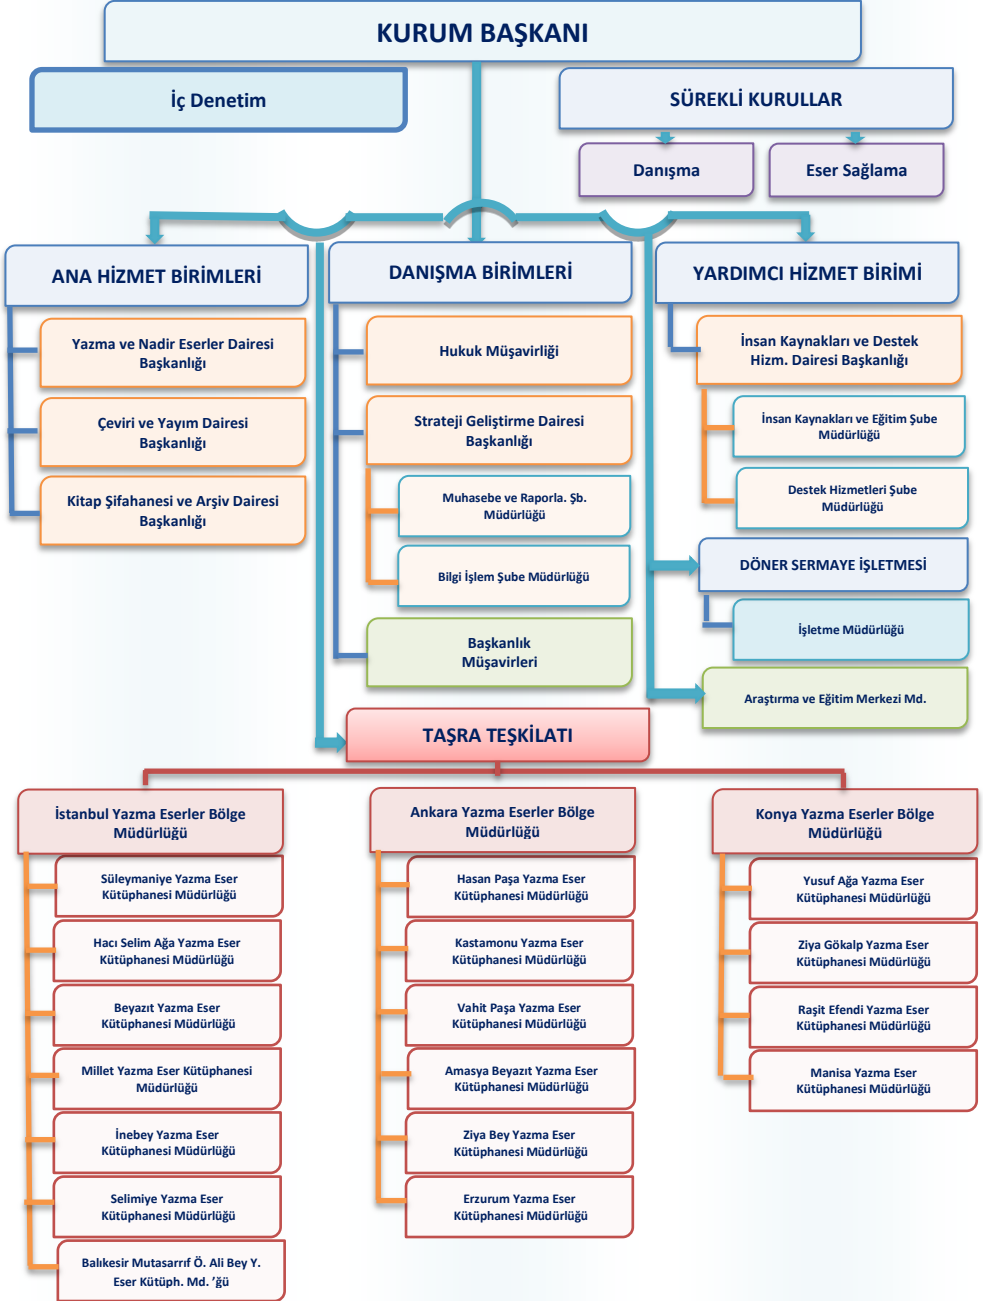 KURUM BAŞKANI
İç Denetim
SÜREKLİ KURULLAR
Danışma
Eser Sağlama
ANA HİZMET BİRİMLERİ
Yazma ve Nadir Eserler Dairesi
Başkanlığı
Çeviri ve Yayım Dairesi
Başkanlığı
Kitap Şifahanesi ve Arşiv Dairesi
Başkanlığı
DANIŞMA BİRİMLERİ
Hukuk Müşavirliği
Strateji Geliştirme Dairesi
Başkanlığı
Muhasebe ve Raporla. Şb.
Müdürlüğü
Bilgi İşlem Şube Müdürlüğü
Başkanlık
Müşavirleri
YARDIMCI HİZMET BİRİMİ
İnsan Kaynakları ve Destek
Hizm. Dairesi Başkanlığı
İnsan Kaynakları ve Eğitim Şube
Müdürlüğü
Destek Hizmetleri Şube
Müdürlüğü
DÖNER SERMAYE İŞLETMESİ
İşletme Müdürlüğü
Araştırma ve Eğitim Merkezi Md.
TAŞRA TEŞKİLATI
İstanbul Yazma Eserler Bölge
Müdürlüğü
Süleymaniye Yazma Eser
Kütüphanesi Müdürlüğü
Hacı Selim Ağa Yazma Eser
Kütüphanesi Müdürlüğü
Beyazıt Yazma Eser
Kütüphanesi Müdürlüğü
Millet Yazma Eser Kütüphanesi
Müdürlüğü
İnebey Yazma Eser
Kütüphanesi Müdürlüğü
Selimiye Yazma Eser
Kütüphanesi Müdürlüğü
Balıkesir Mutasarrıf Ö. Ali Bey Y.
Eser Kütüph. Md. ’ğü
Ankara Yazma Eserler Bölge
Müdürlüğü
Hasan Paşa Yazma Eser
Kütüphanesi Müdürlüğü
Kastamonu Yazma Eser
Kütüphanesi Müdürlüğü
Vahit Paşa Yazma Eser
Kütüphanesi Müdürlüğü
Amasya Beyazıt Yazma Eser
Kütüphanesi Müdürlüğü
Ziya Bey Yazma Eser
Kütüphanesi Müdürlüğü
Erzurum Yazma Eser
Kütüphanesi Müdürlüğü
Konya Yazma Eserler Bölge
Müdürlüğü
Yusuf Ağa Yazma Eser
Kütüphanesi Müdürlüğü
Ziya Gökalp Yazma Eser
Kütüphanesi Müdürlüğü
Raşit Efendi Yazma Eser
Kütüphanesi Müdürlüğü
Manisa Yazma Eser
Kütüphanesi Müdürlüğü